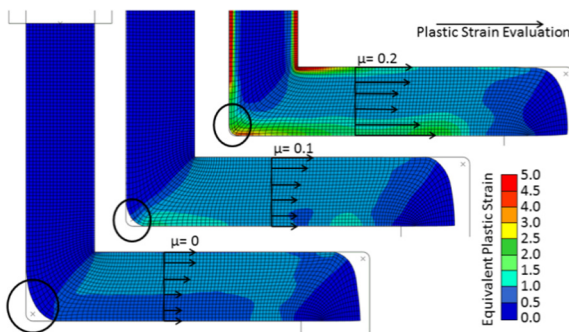 Plastic Strain Evaluation
μ= 0.2
μ= 0.1
μ= 0
Equivalent Plastic Strain
5.0
4.5
4.0
3.5
3.0
2.5
2.0
1.5
1.0
0.5
0.0